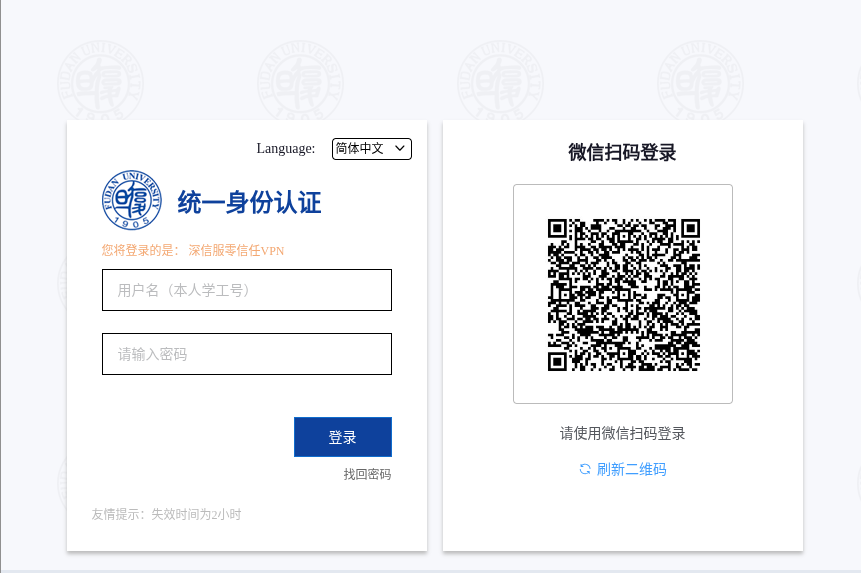 Language: 简体中文
FUDAN UNIVERSITY
1905
统一身份认证
您将登录的是： 深信服零信任VPN
用户名（本人学工号）
请输入密码
登录
找回密码
友情提示：失效时间为2小时
微信扫码登录
请使用微信扫码登录
刷新二维码